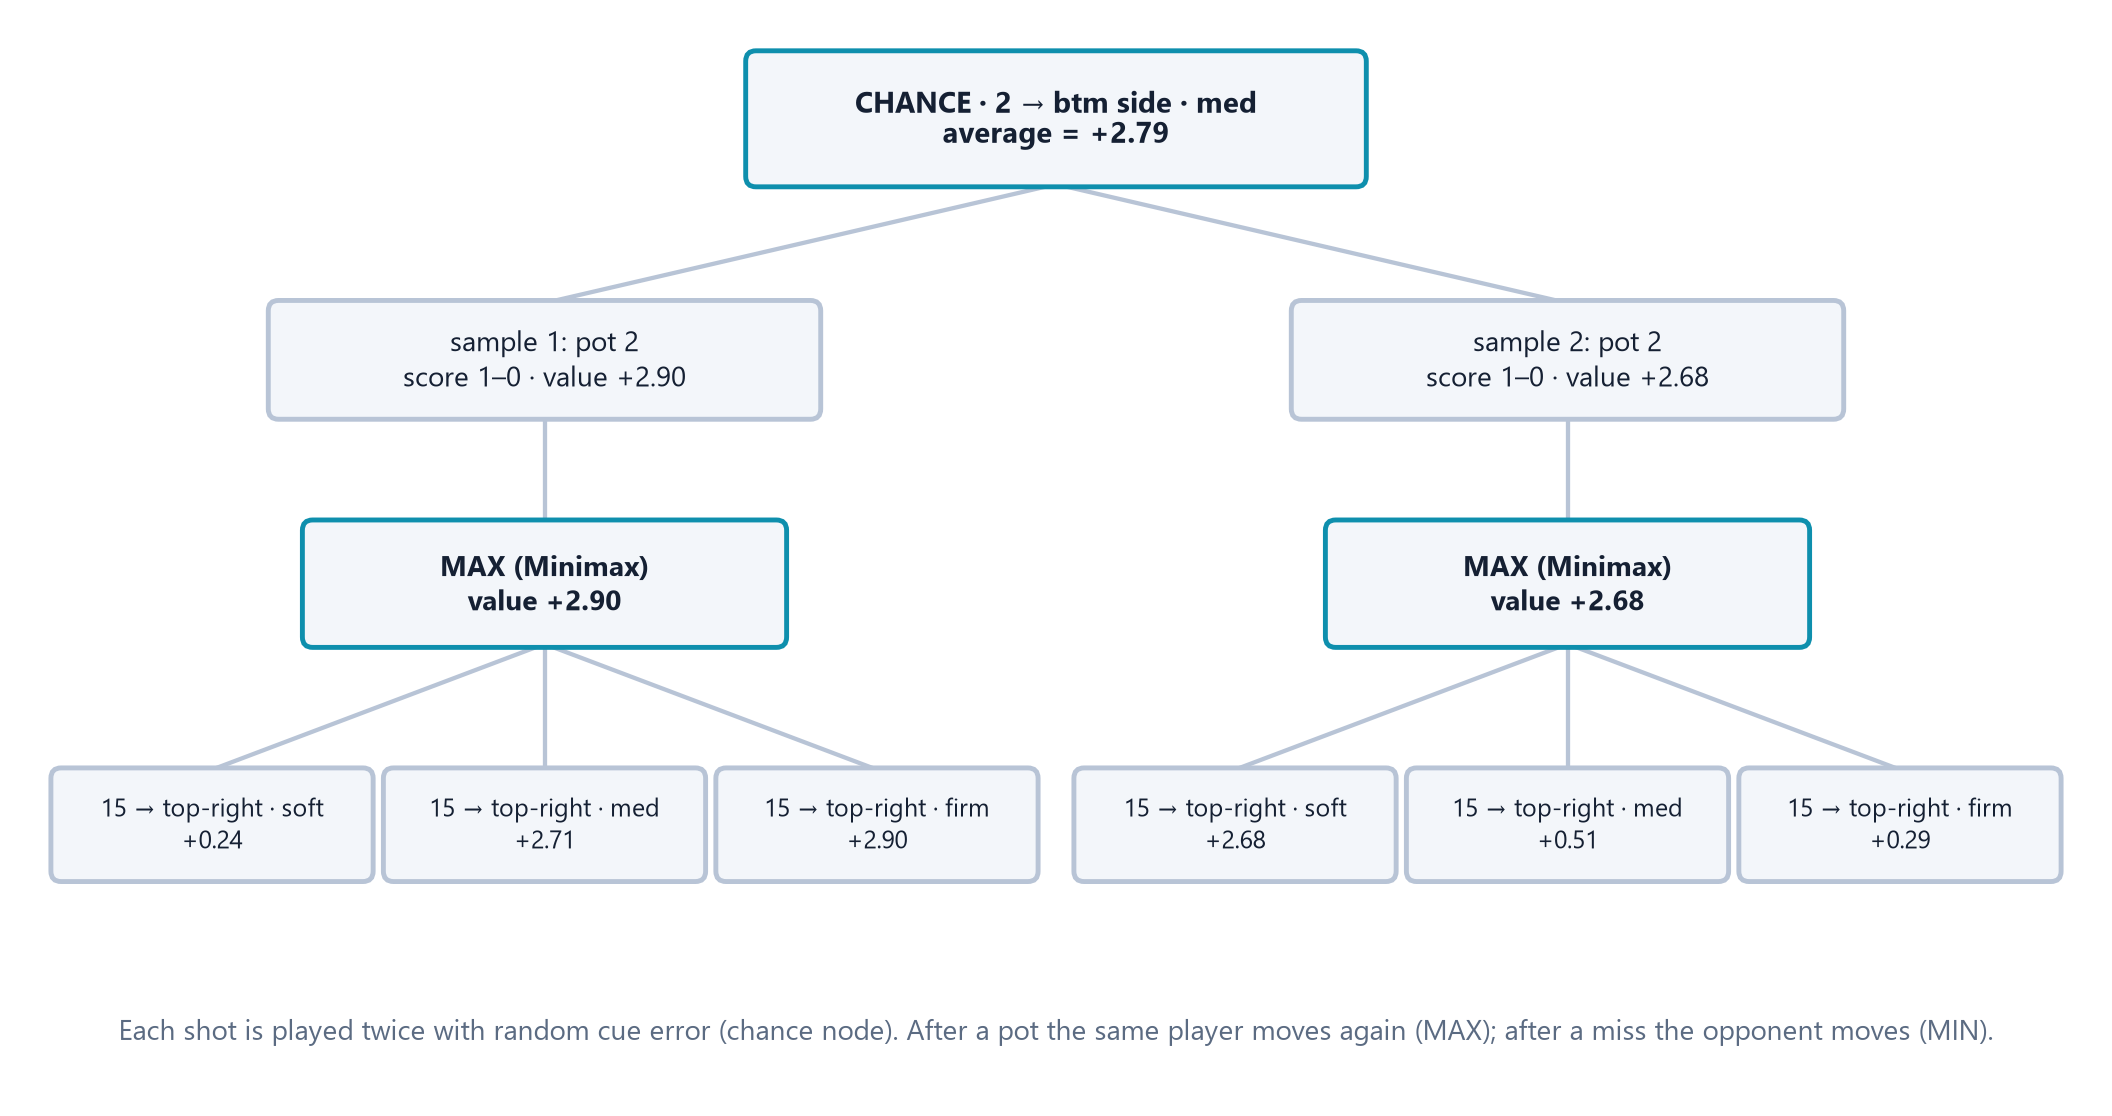 CHANCE · 2 → btm side · med
average = +2.79
sample 1: pot 2
score 1–0 · value +2.90
sample 2: pot 2
score 1–0 · value +2.68
MAX (Minimax)
value +2.90
MAX (Minimax)
value +2.68
15 → top-right · soft
+0.24
15 → top-right · med
+2.71
15 → top-right · firm
+2.90
15 → top-right · soft
+2.68
15 → top-right · med
+0.51
15 → top-right · firm
+0.29
Each shot is played twice with random cue error (chance node). After a pot the same player moves again (MAX); after a miss the opponent moves (MIN).